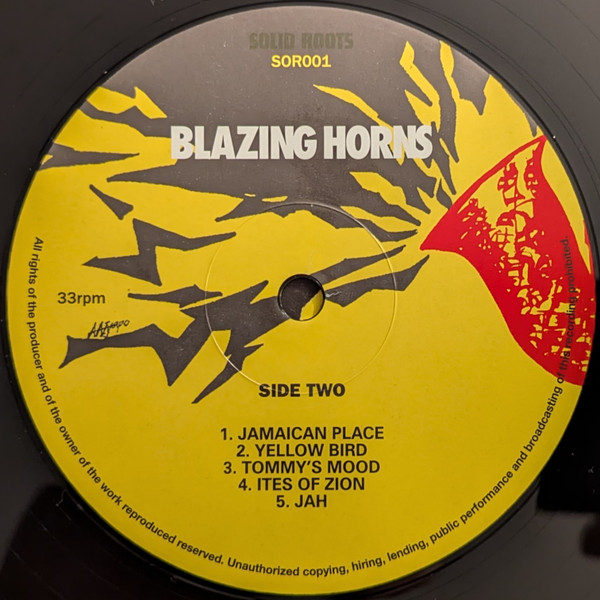 SOLID ROOTS
SOR001
BLAZING HORNS
33rpm
SIDE TWO
1. JAMAICAN PLACE
2. YELLOW BIRD
3. TOMMY'S MOOD
4. ITES OF ZION
5. JAH
All rights of the producer and of the owner of the work reproduced reserved. Unauthorized copying, hiring, lending, public performance and broadcasting of this recording prohibited.